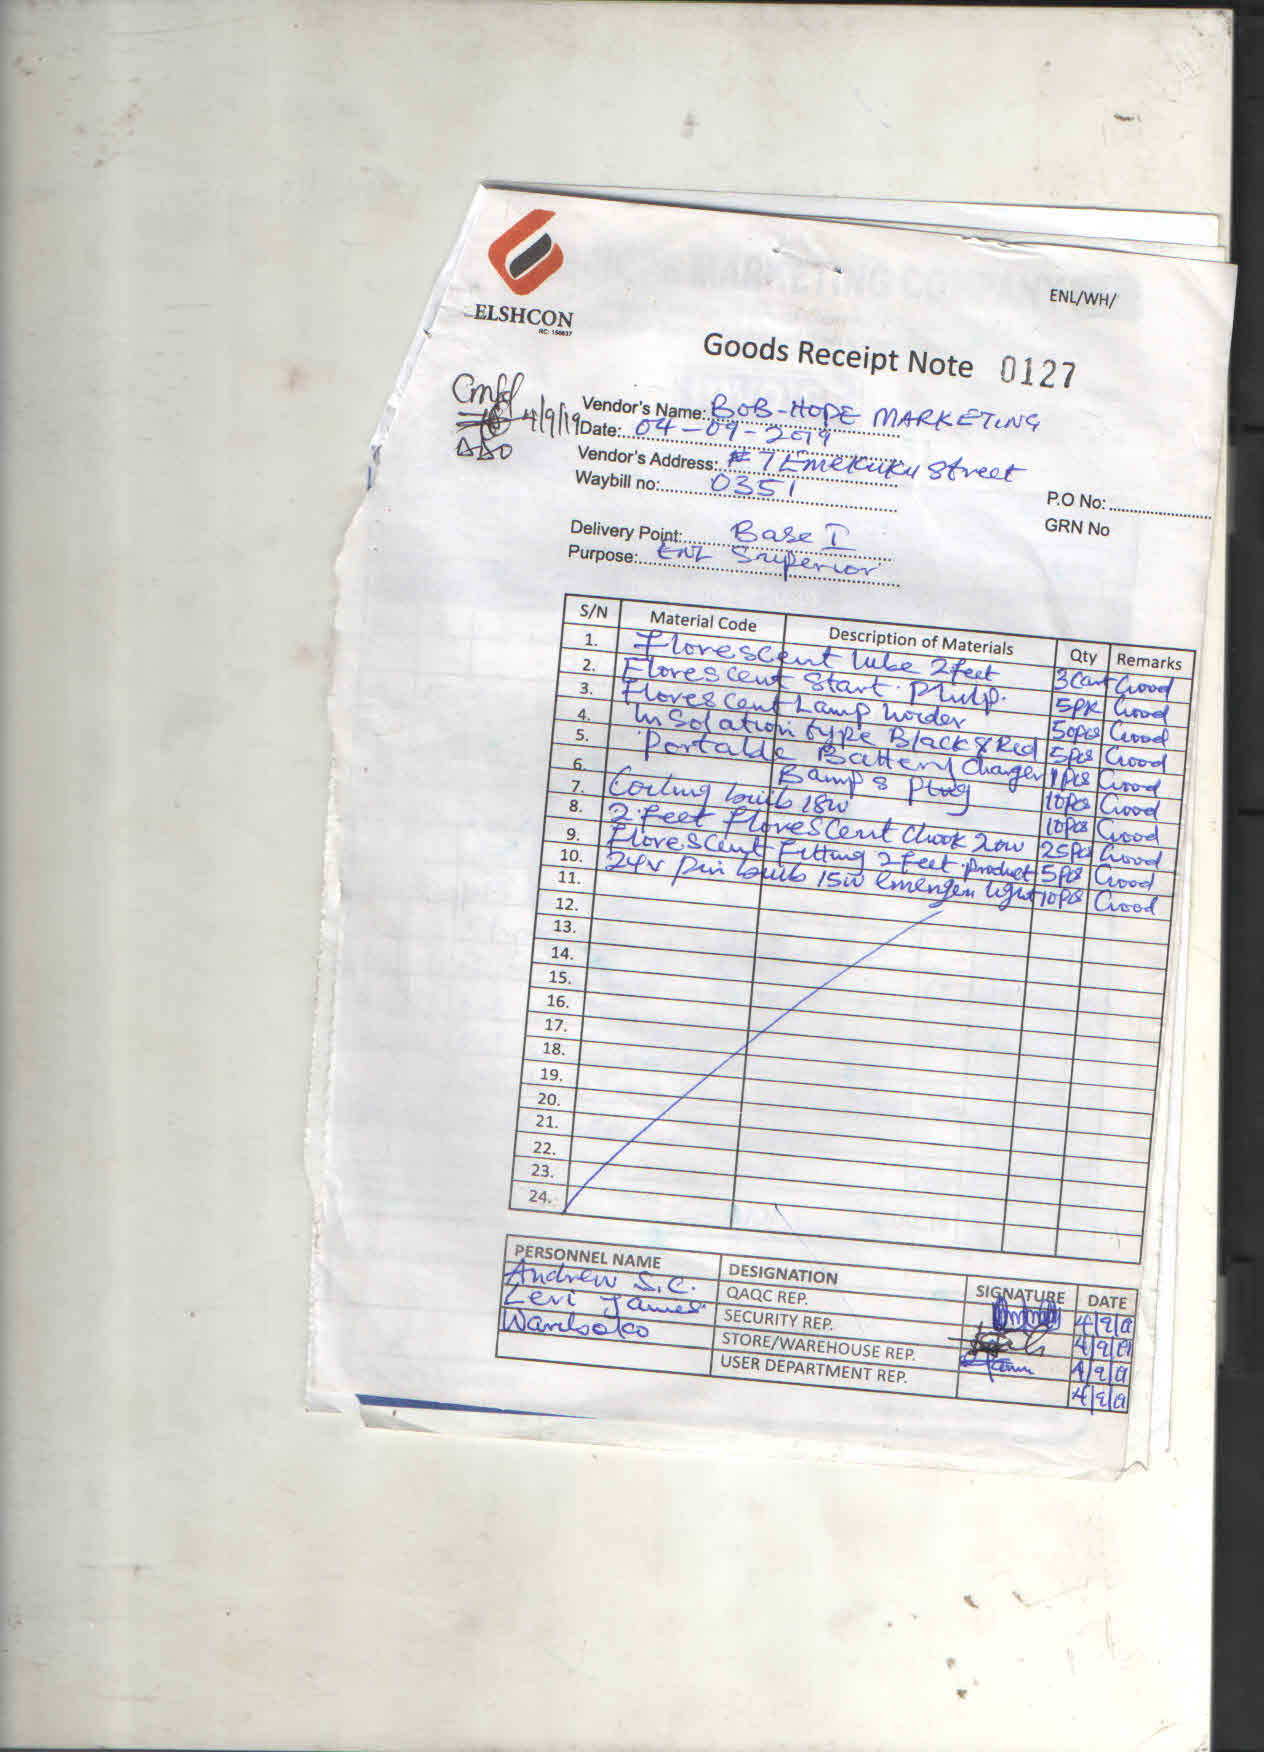 ELSHCON
RC: 156837
ENL/WH/
Goods Receipt Note 0127
Cmfd
4/9/19
Vendor's Name: BOB-HOPE MARKETING
Date: 04-09-2019
Vendor's Address: #7 Emekuku Street
Waybill no: 0351
P.O No:
GRN No
Delivery Point: Base I
Purpose: ENL Superior
S/N Material Code Description of Materials Qty Remarks
1. Florescent tube 2feet 3Cart Good
2. Florescent Start. 5PK Good
3. Florescent Lamp holder 50pcs Good
4. Insolation type Black & Red 5pcs Good
5. Portable Battery Charger 1pcs Good
6. 8 plug 10pcs Good
7. bulb 18w 10pcs Good
8. 2 feet florescent Chook 20w 25pcs Good
9. Florescent Fitting 2 feet product 5pcs Good
10. 24v pin bulb 15w light 10pcs Good
11.
12.
13.
14.
15.
16.
17.
18.
19.
20.
21.
22.
23.
24.
PERSONNEL NAME DESIGNATION SIGNATURE DATE
Andrew S.C. QAQC REP. 4/9/19
Levi James SECURITY REP. 4/9/19
Wariboko STORE/WAREHOUSE REP. 4/9/19
USER DEPARTMENT REP. 4/9/19